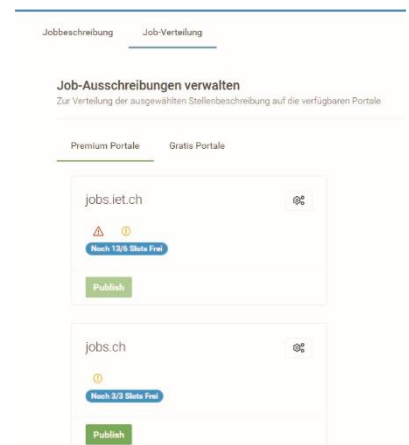 Jobbeschreibung Job-Verteilung
Job-Ausschreibungen verwalten
Zur Verteilung der ausgewählten Stellenbeschreibung auf die verfügbaren Portale
Premium Portale Gratis Portale
jobs.iet.ch
Noch 13/6 Slots Frei
Publish
jobs.ch
Noch 3/3 Slots Frei
Publish